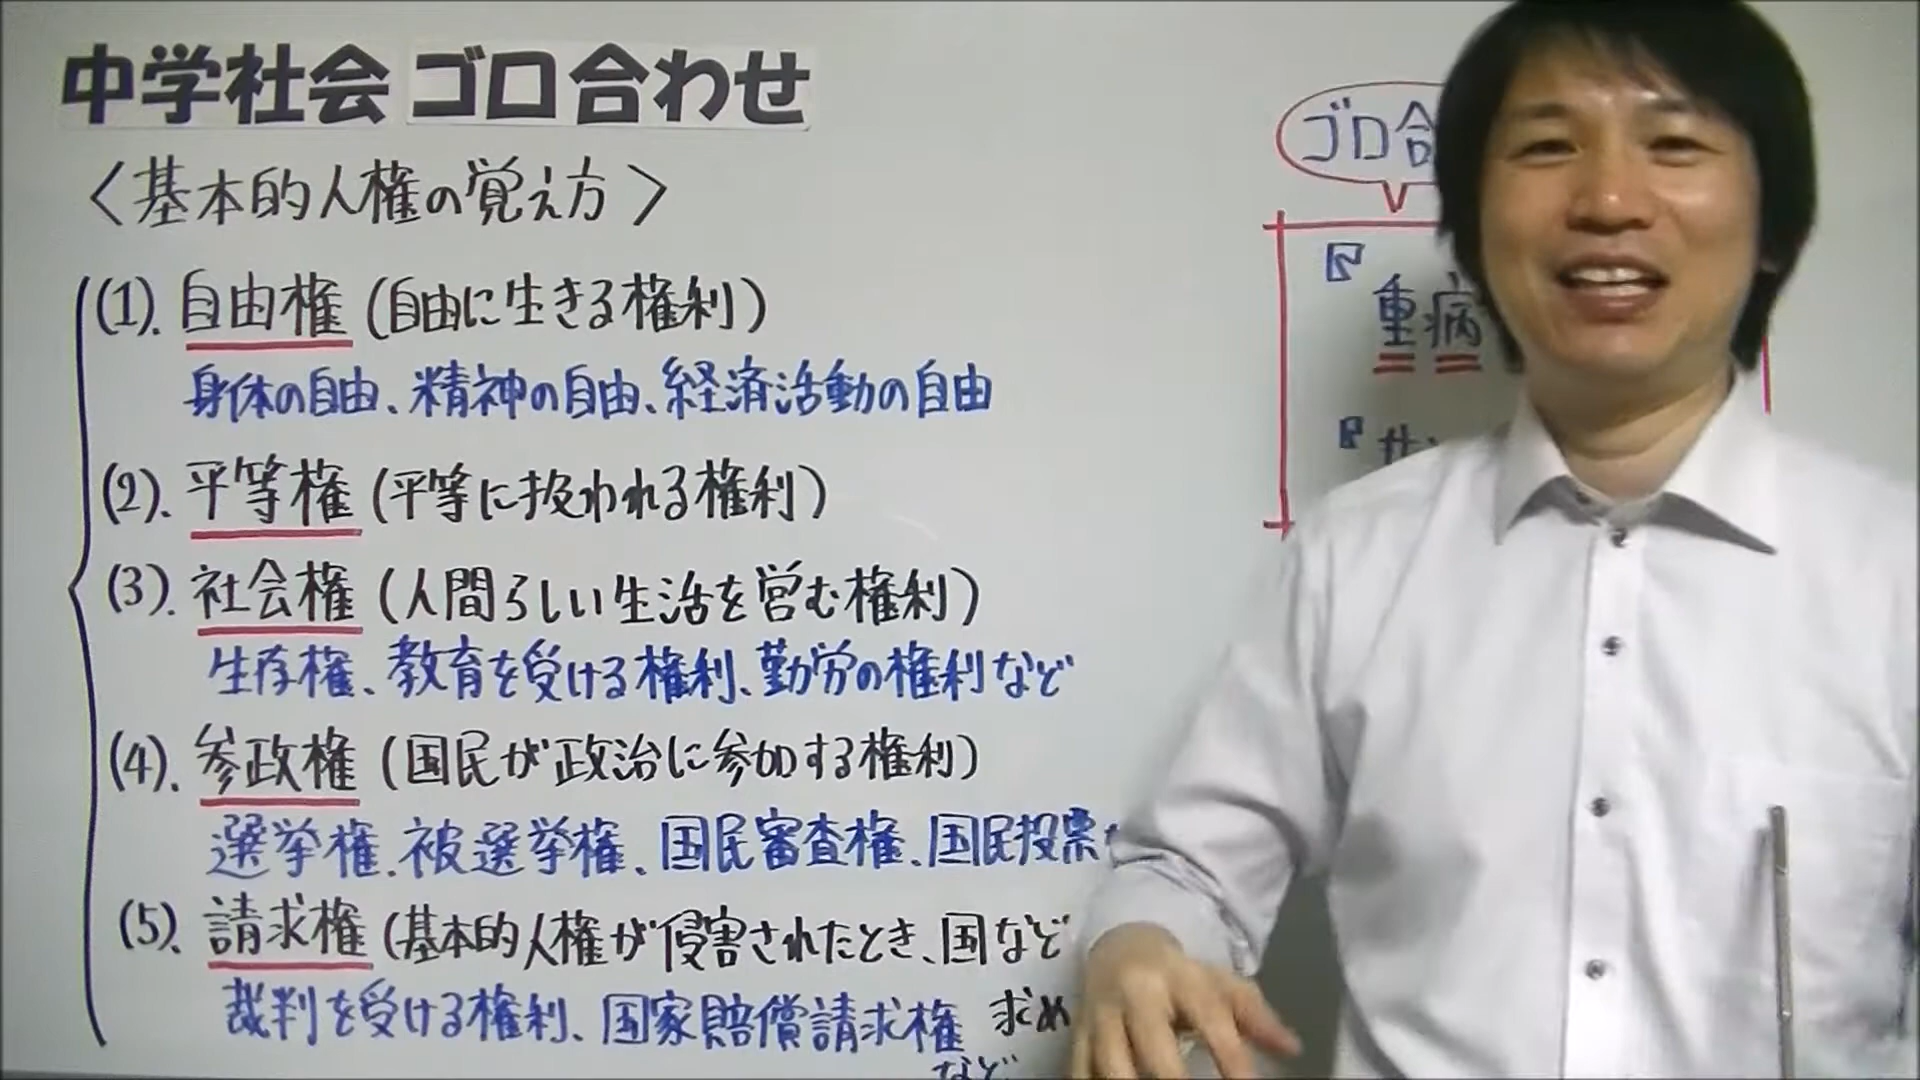 中学社会 ゴロ合わせ
〈基本的人権の覚え方〉
(1). 自由権 (自由に生きる権利)
身体の自由、精神の自由、経済活動の自由
(2). 平等権 (平等に扱われる権利)
(3). 社会権 (人間らしい生活を営む権利)
生存権、教育を受ける権利、勤労の権利など
(4). 参政権 (国民が政治に参加する権利)
選挙権、被選挙権、国民審査権、国民投票
(5). 請求権 (基本的人権が侵害されたとき、国など
求め
裁判を受ける権利、国家賠償請求権
など
ゴロ合
『重病
『